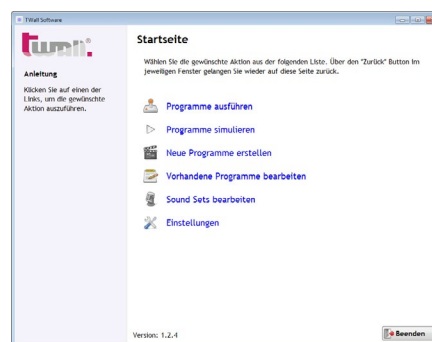 TWall Software
twall®
Startseite
Wählen Sie die gewünschte Aktion aus der folgenden Liste. Über den "Zurück" Button im
jeweiligen Fenster gelangen Sie wieder auf diese Seite zurück.
Anleitung
Klicken Sie auf einen der
Links, um die gewünschte
Aktion auszuführen.
Programme ausführen
Programme simulieren
Neue Programme erstellen
Vorhandene Programme bearbeiten
Sound Sets bearbeiten
Einstellungen
Version: 1.2.4
Beenden